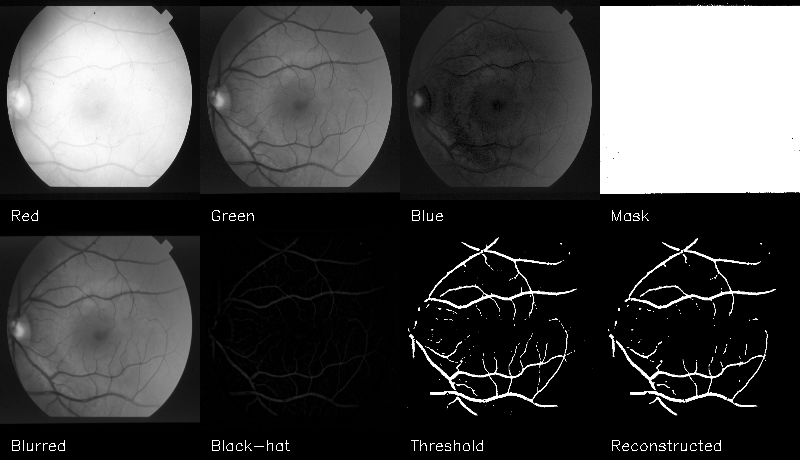 Red
Green
Blue
Mask
Blurred
Black-hat
Threshold
Reconstructed